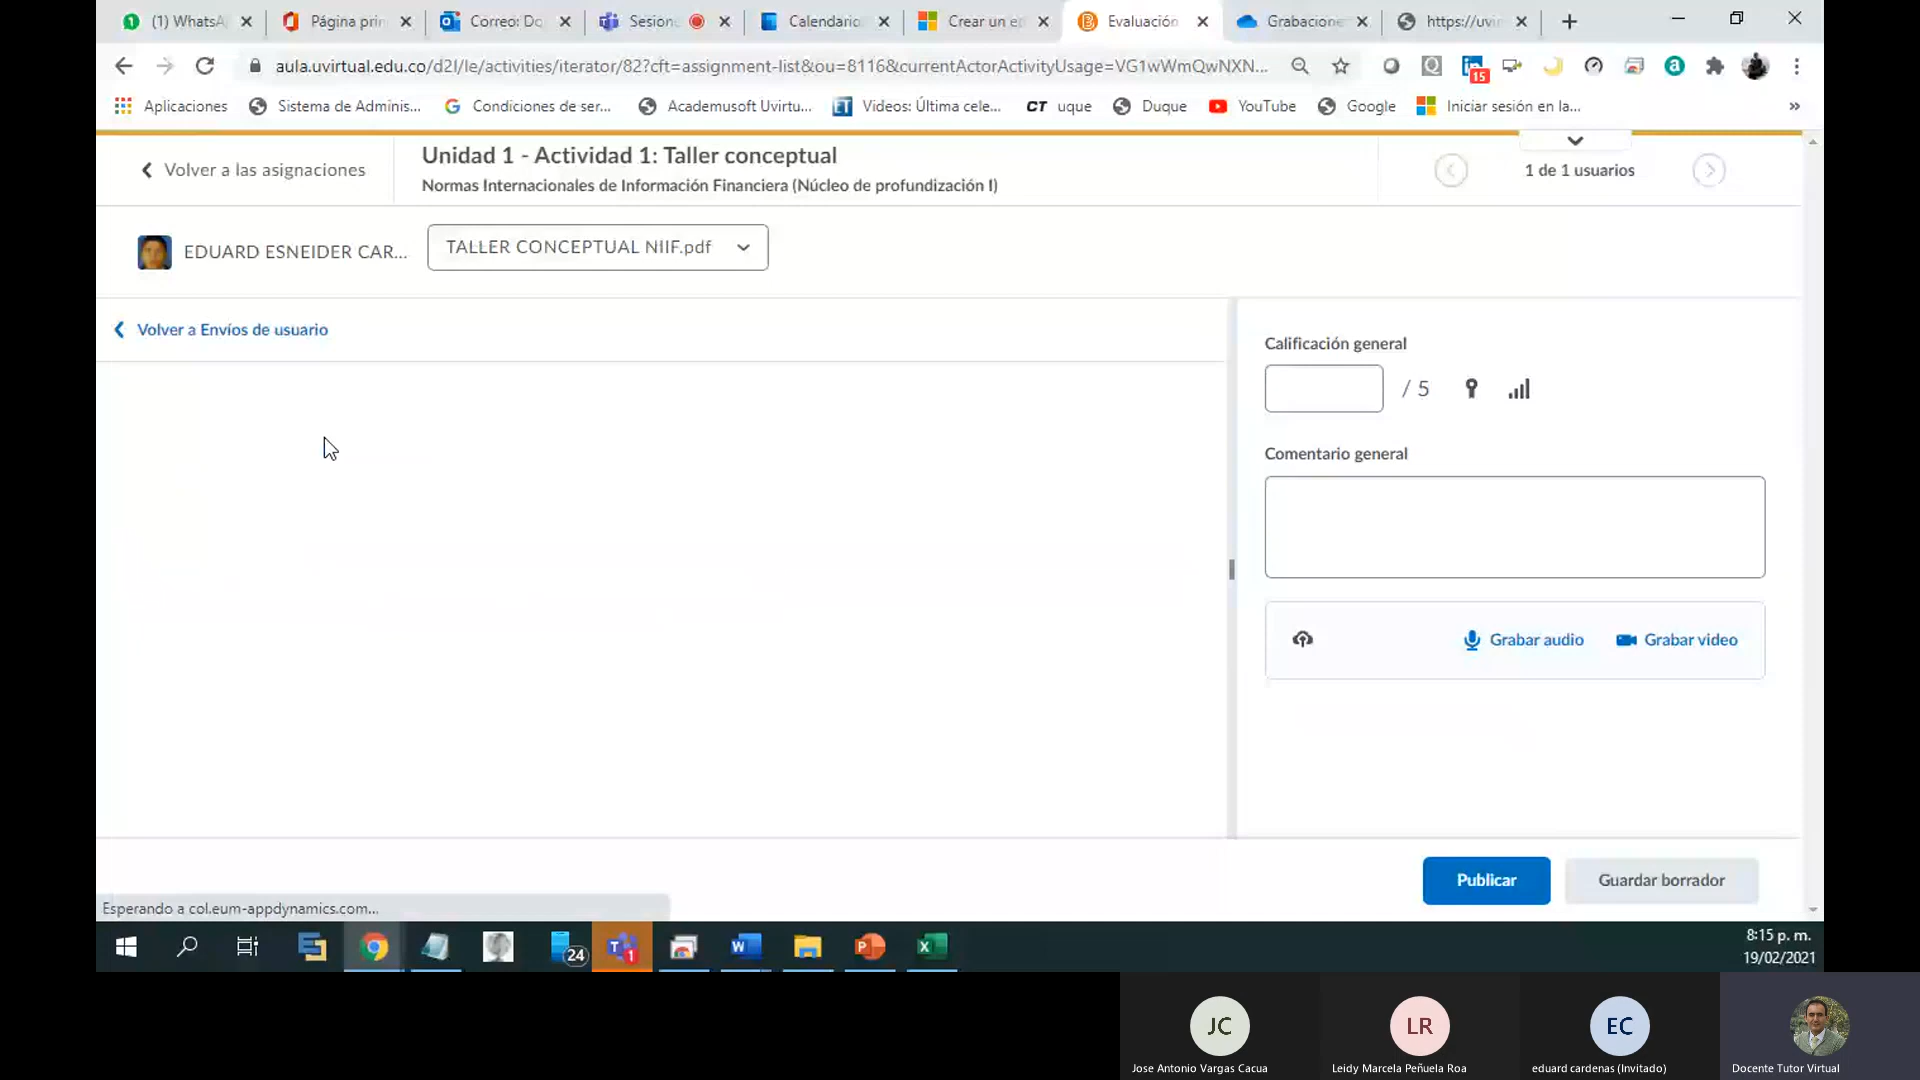 (1) WhatsA
Página prin
Correo: Do
Sesión
Calendario
Crear un e
Evaluación
Grabacione
https://uvir
aula.uvirtual.edu.co/d2l/le/activities/iterator/82?cft=assignment-list&ou=8116&currentActorActivityUsage=VG1wWmQwNXN...
15
Aplicaciones
Sistema de Adminis...
Condiciones de ser...
Academusoft Uvirtu...
Videos: Última cele...
CT uque
Duque
YouTube
Google
Iniciar sesión en la...
»
Volver a las asignaciones
Unidad 1 - Actividad 1: Taller conceptual
Normas Internacionales de Información Financiera (Núcleo de profundización I)
1 de 1 usuarios
EDUARD ESNEIDER CAR...
TALLER CONCEPTUAL NIIF.pdf
Volver a Envíos de usuario
Calificación general
/ 5
Comentario general
Grabar audio
Grabar video
Publicar
Guardar borrador
Esperando a col.eum-appdynamics.com...
24
1
8:15 p. m.
19/02/2021
JC
LR
EC
Jose Antonio Vargas Cacua
Leidy Marcela Peñuela Roa
eduard cardenas (Invitado)
Docente Tutor Virtual